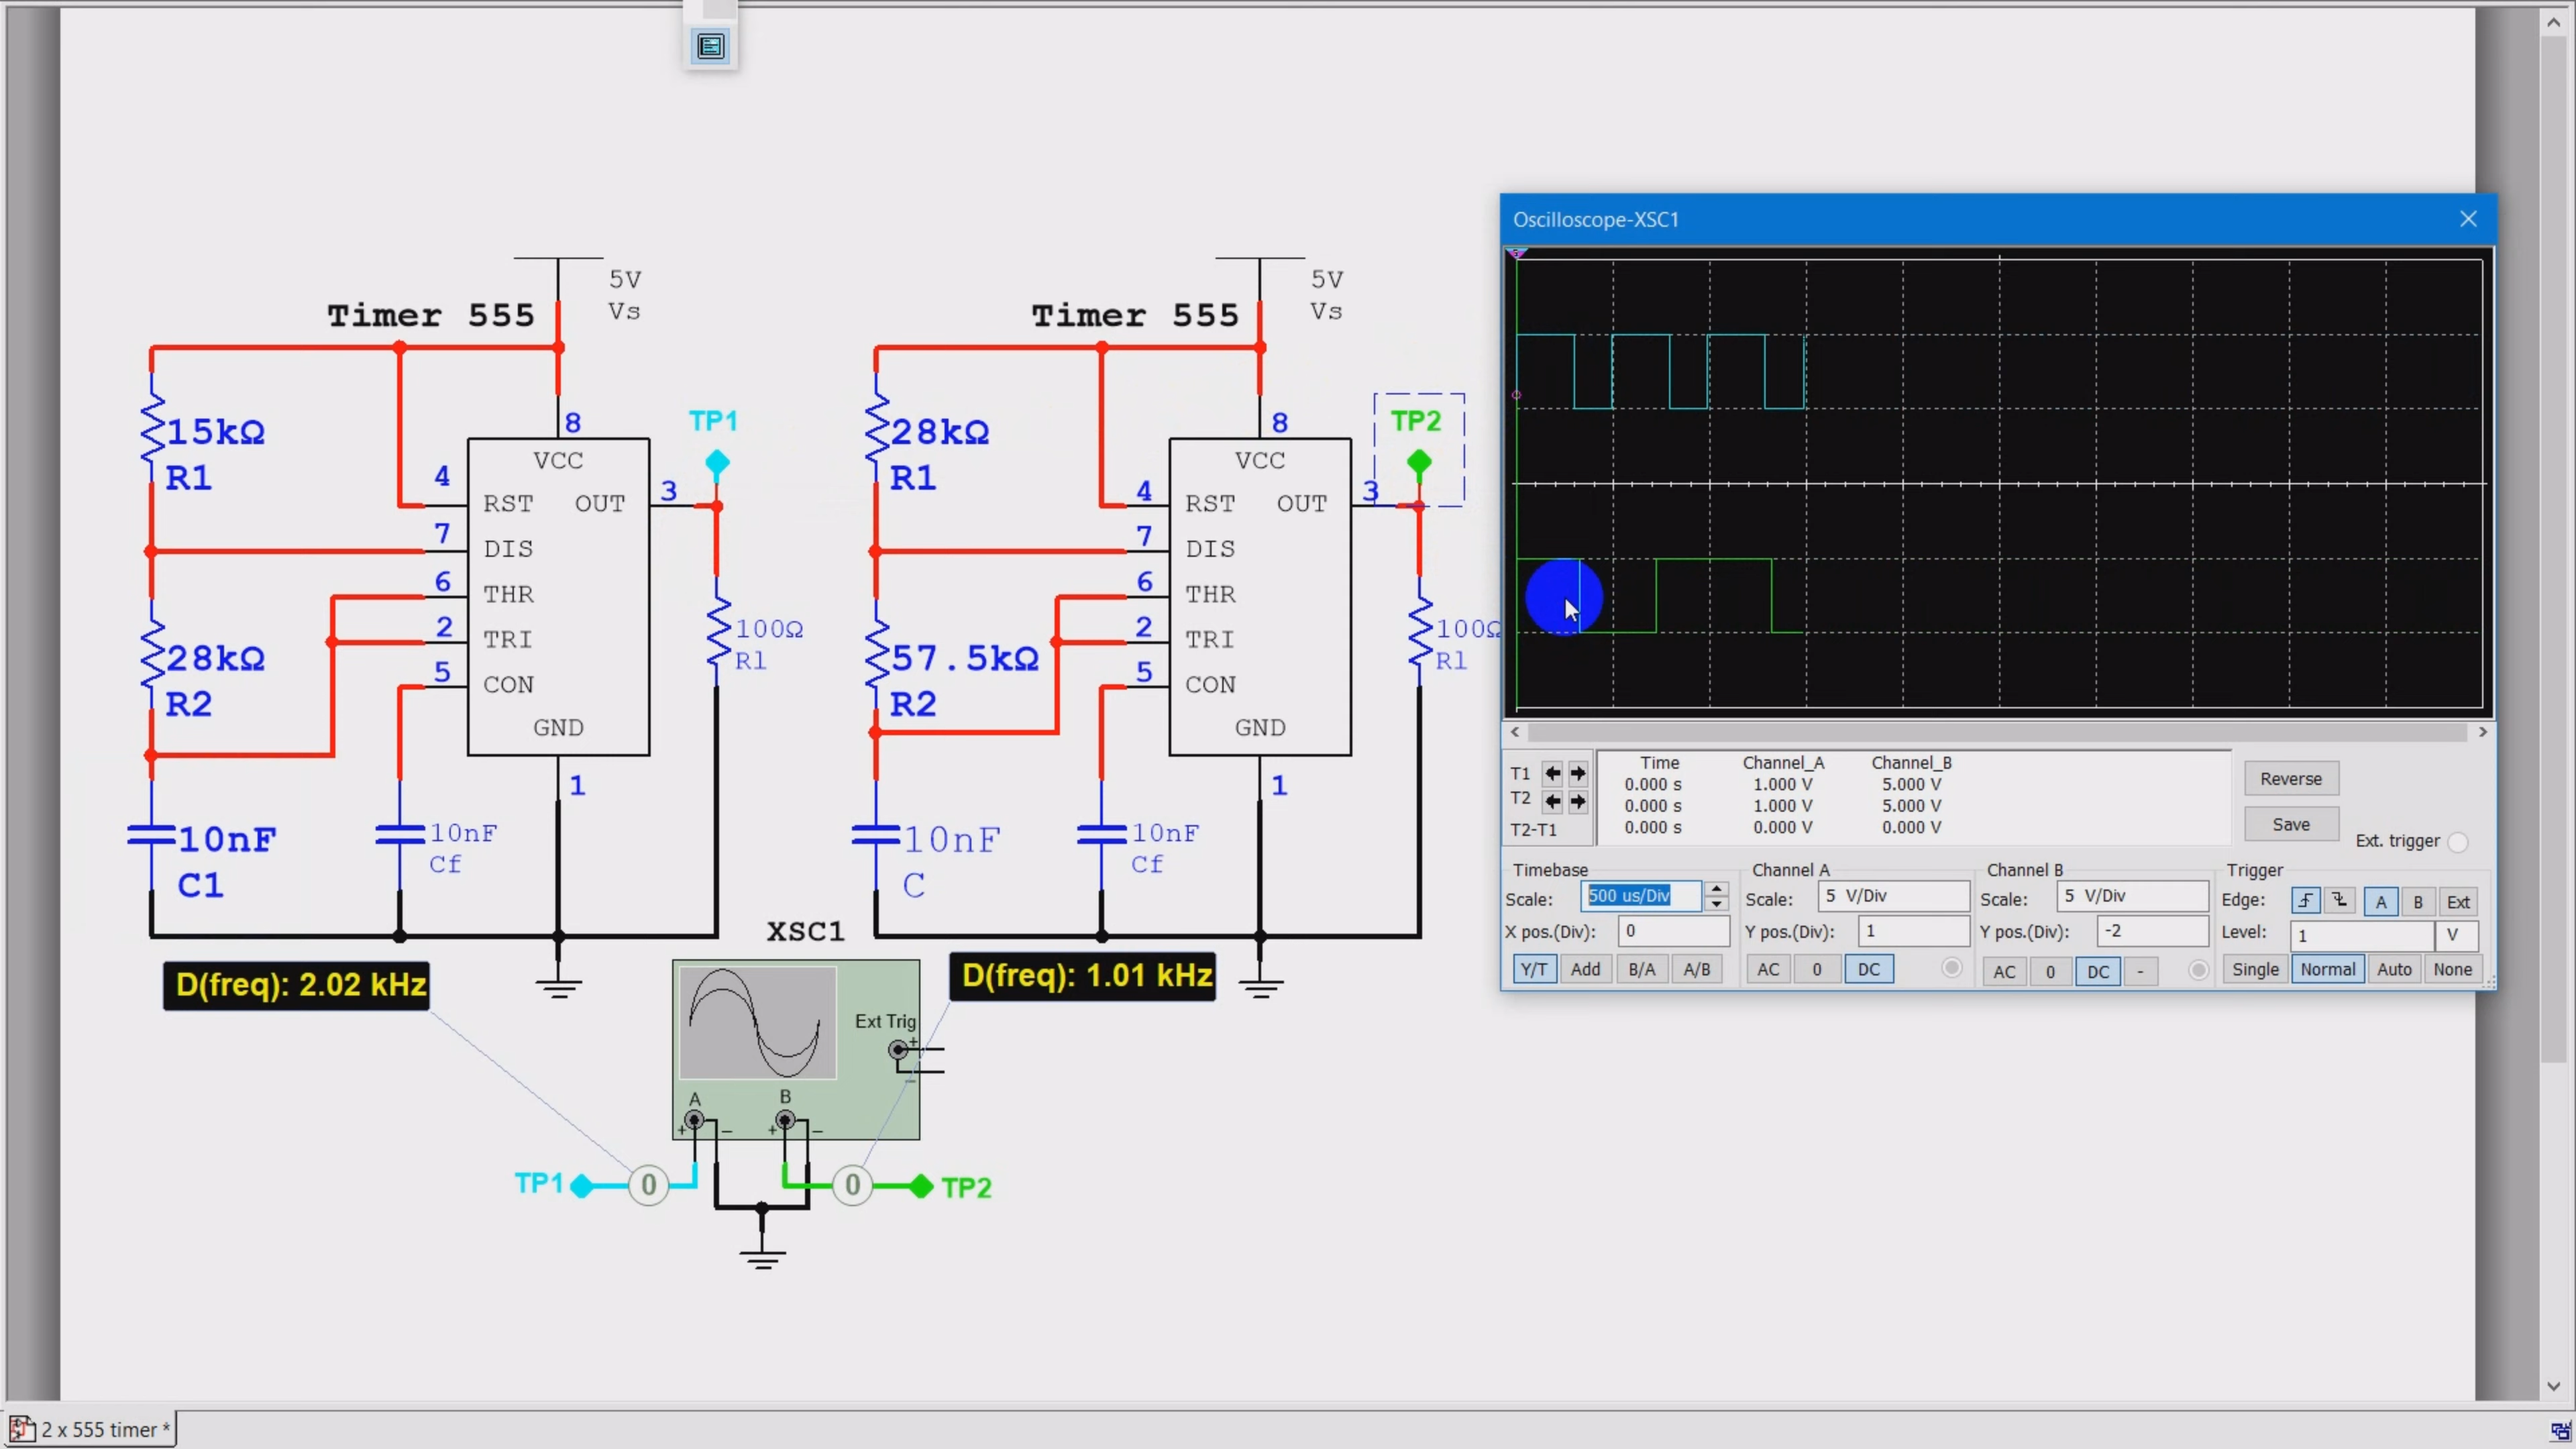 Timer 555
5V
Vs
15kΩ
R1
28kΩ
R2
10nF
C1
10nF
Cf
8
VCC
4
RST
OUT
3
7
DIS
6
THR
2
TRI
5
CON
GND
1
TP1
100Ω
Rl
Timer 555
5V
Vs
28kΩ
R1
57.5kΩ
R2
10nF
C
10nF
Cf
8
VCC
4
RST
OUT
3
7
DIS
6
THR
2
TRI
5
CON
GND
1
TP2
100Ω
Rl
D(freq): 2.02 kHz
XSC1
D(freq): 1.01 kHz
Ext Trig
+
–
A
B
+
–
+
–
TP1
0
0
TP2
Oscilloscope-XSC1
Time Channel_A Channel_B
T1 0.000 s 1.000 V 5.000 V
T2 0.000 s 1.000 V 5.000 V
T2-T1 0.000 s 0.000 V 0.000 V
Reverse
Save
Ext. trigger
Timebase
Scale: 500 us/Div
X pos.(Div): 0
Y/T Add B/A A/B
Channel A
Scale: 5 V/Div
Y pos.(Div): 1
AC 0 DC
Channel B
Scale: 5 V/Div
Y pos.(Div): -2
AC 0 DC -
Trigger
Edge: A B Ext
Level: 1 V
Single Normal Auto None
2 x 555 timer *